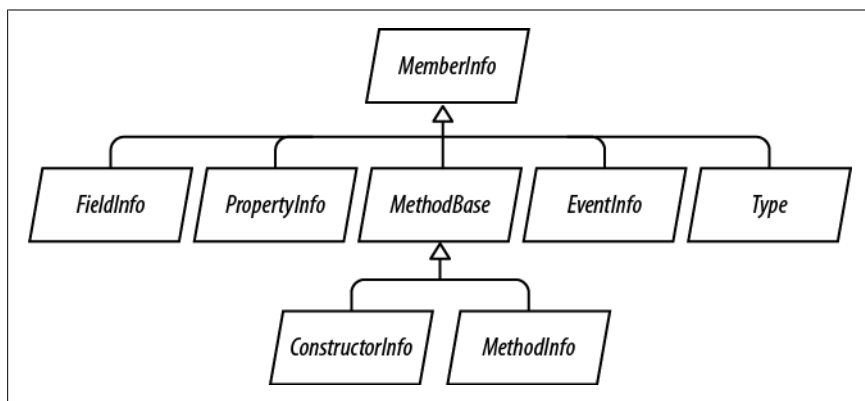 MemberInfo
FieldInfo PropertyInfo MethodBase EventInfo Type
ConstructorInfo MethodInfo